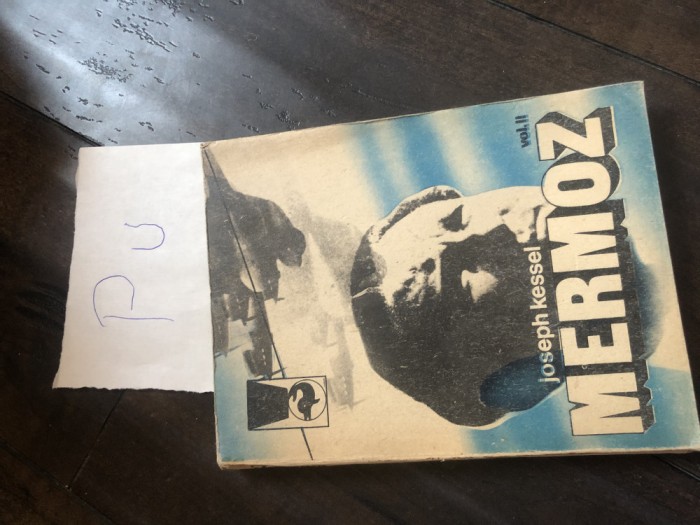 PU
joseph kessel
MERMOZ
vol.II